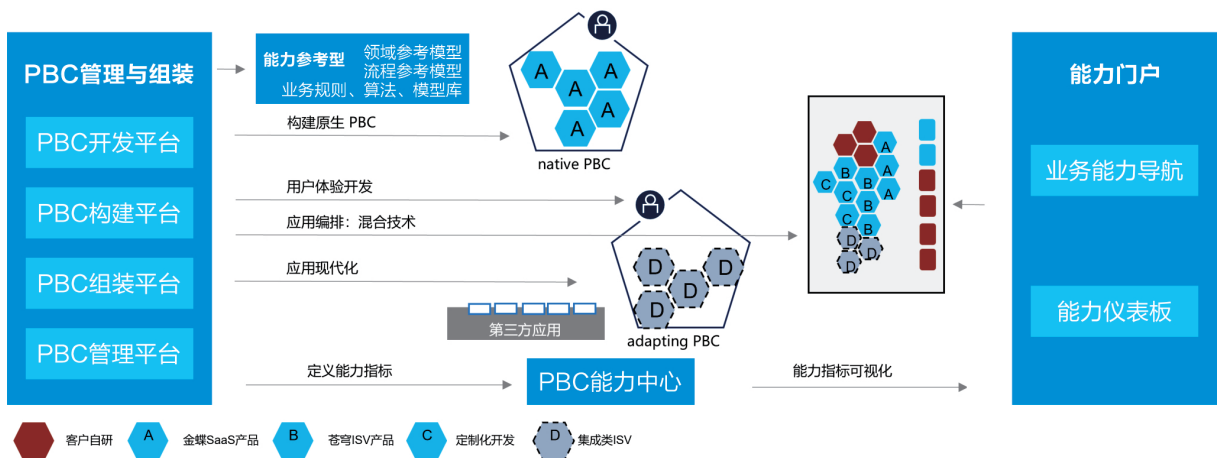 PBC管理与组装
PBC开发平台
PBC构建平台
PBC组装平台
PBC管理平台
能力参考型 领域参考模型
流程参考模型
业务规则、算法、模型库
构建原生 PBC
用户体验开发
应用编排：混合技术
应用现代化
定义能力指标
A
A
A
A
A
A
native PBC
D
D
D
D
D
adapting PBC
第三方应用
PBC能力中心
能力指标可视化
A
B
A
C
B
A
C
B
C
B
D
D
D
能力门户
业务能力导航
能力仪表板
客户自研
A 金蝶SaaS产品
B 苍穹ISV产品
C 定制化开发
D 集成类ISV